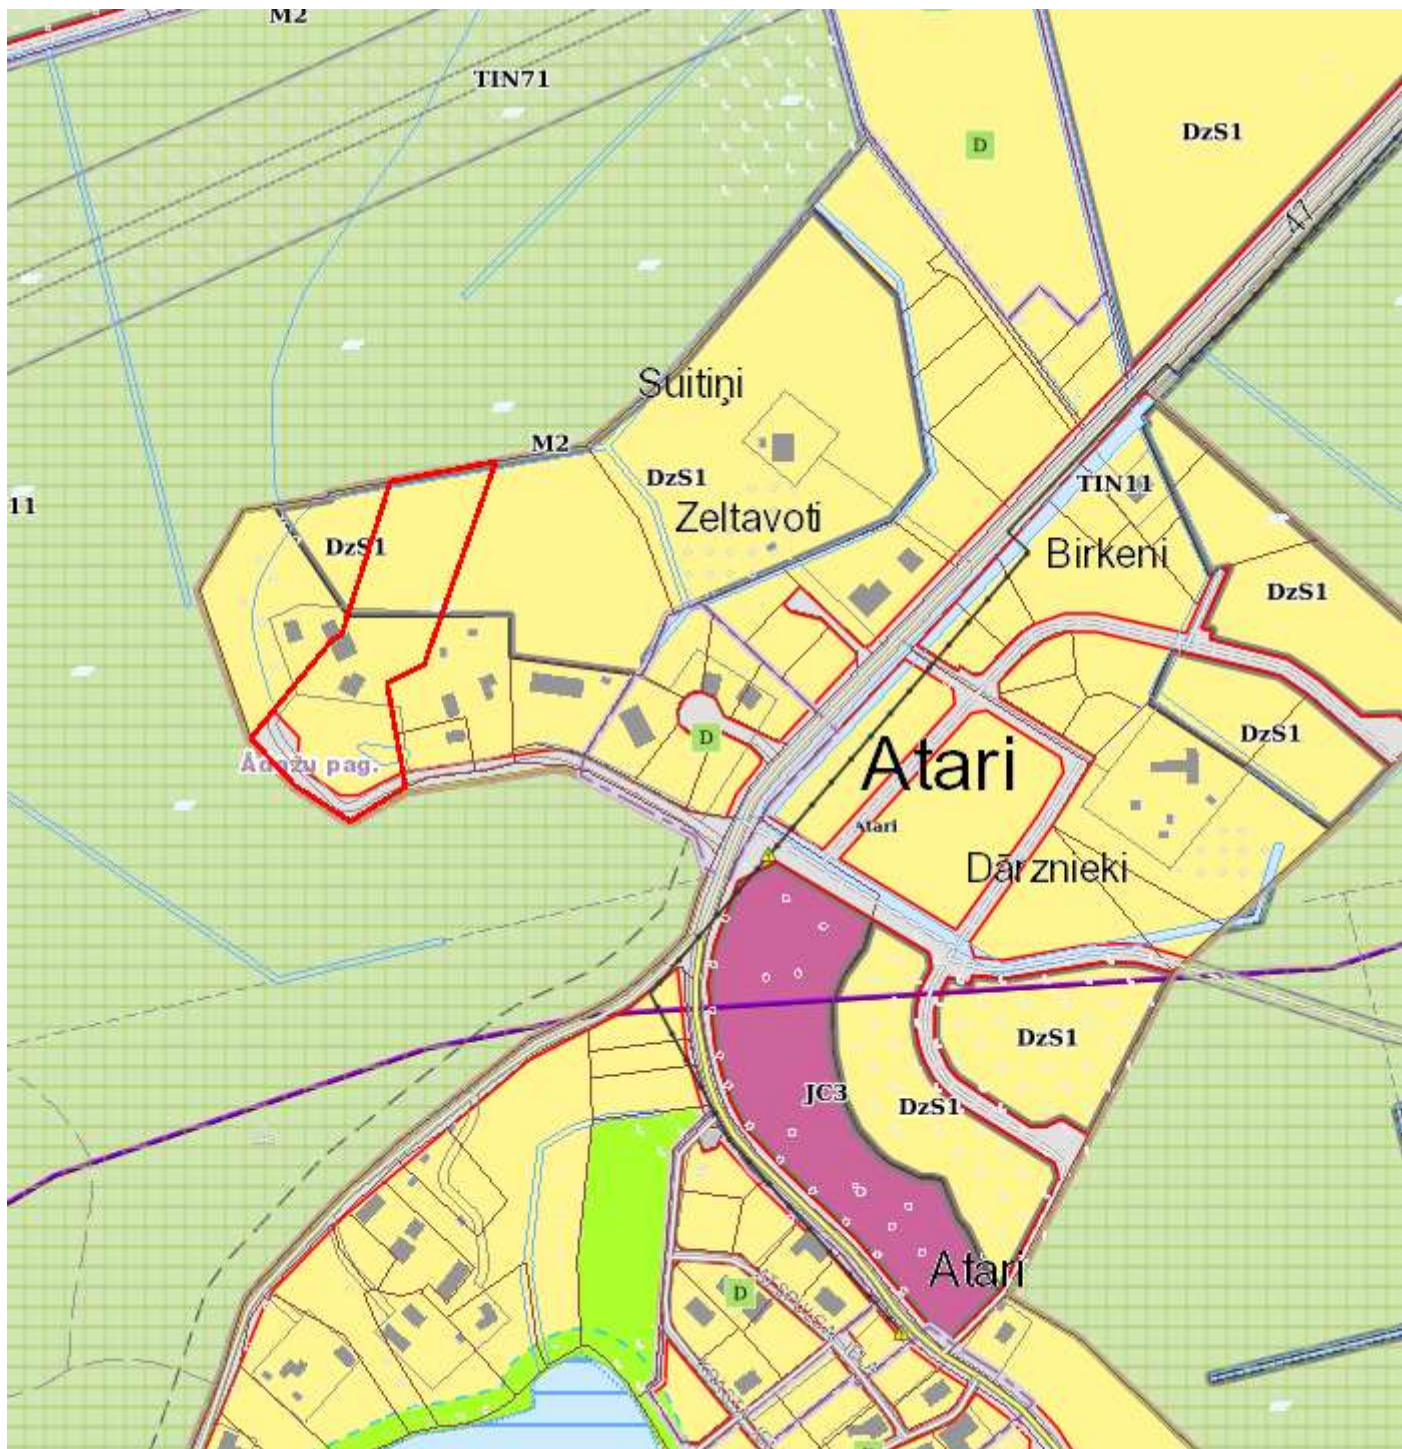 M2
TIN71
D
DzS1
47
Suitiņi
M2
DzS1
TIN11
11
Zeltavoti
DzS1
Birkeni
DzS1
D
DzS1
Ādažu pag.
Atari
Atari
Dārznieki
DzS1
JC3
DzS1
Atari
D